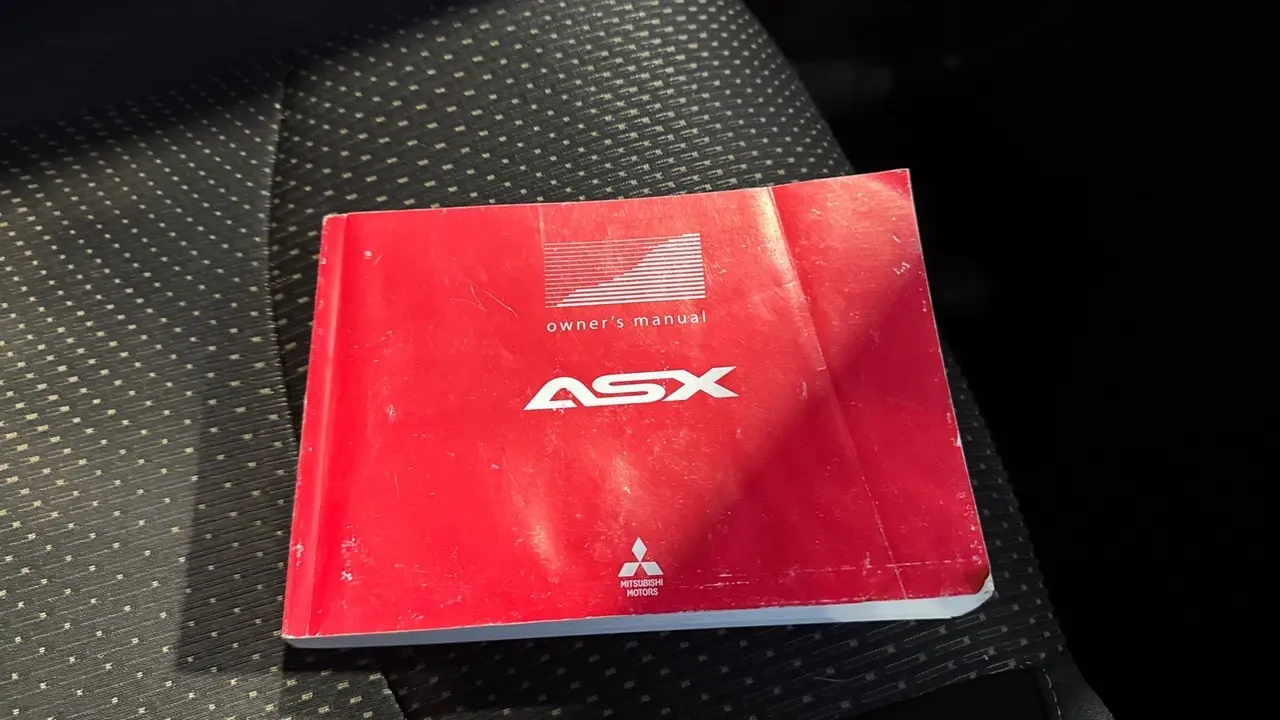 owner's manual
ASX
MITSUBISHI
MOTORS